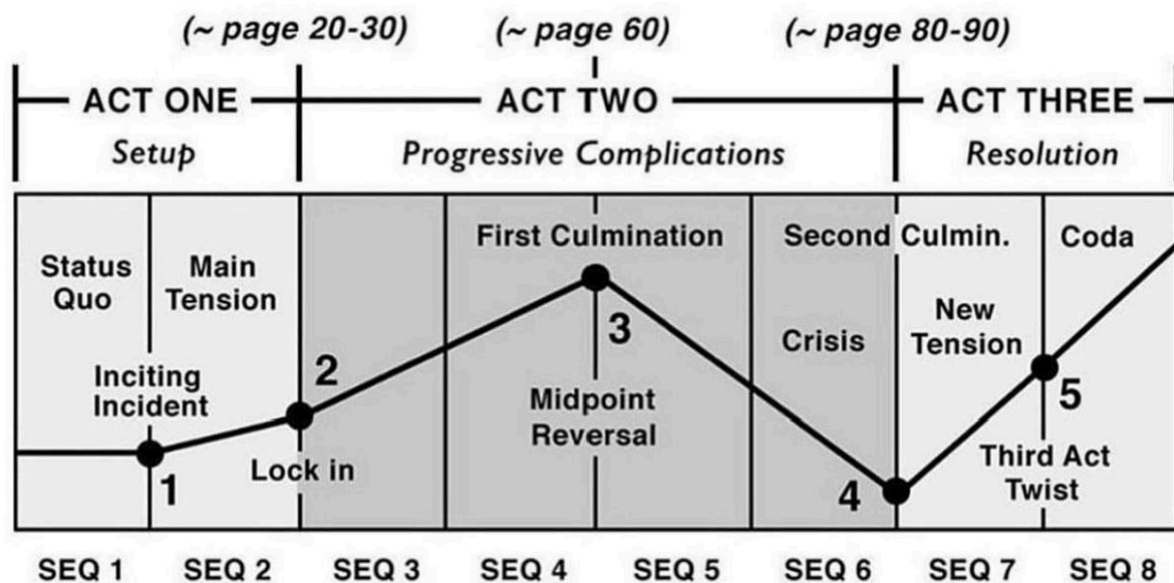 (~ page 20-30) (~ page 60) (~ page 80-90)
ACT ONE ACT TWO ACT THREE
Setup Progressive Complications Resolution
First Culmination Second Culmin. Coda
Status
Quo
Main
Tension
New
Tension
Crisis
Inciting
Incident
2
3
5
Midpoint
Reversal
Lock in
1
4
Third Act
Twist
SEQ 1 SEQ 2 SEQ 3 SEQ 4 SEQ 5 SEQ 6 SEQ 7 SEQ 8